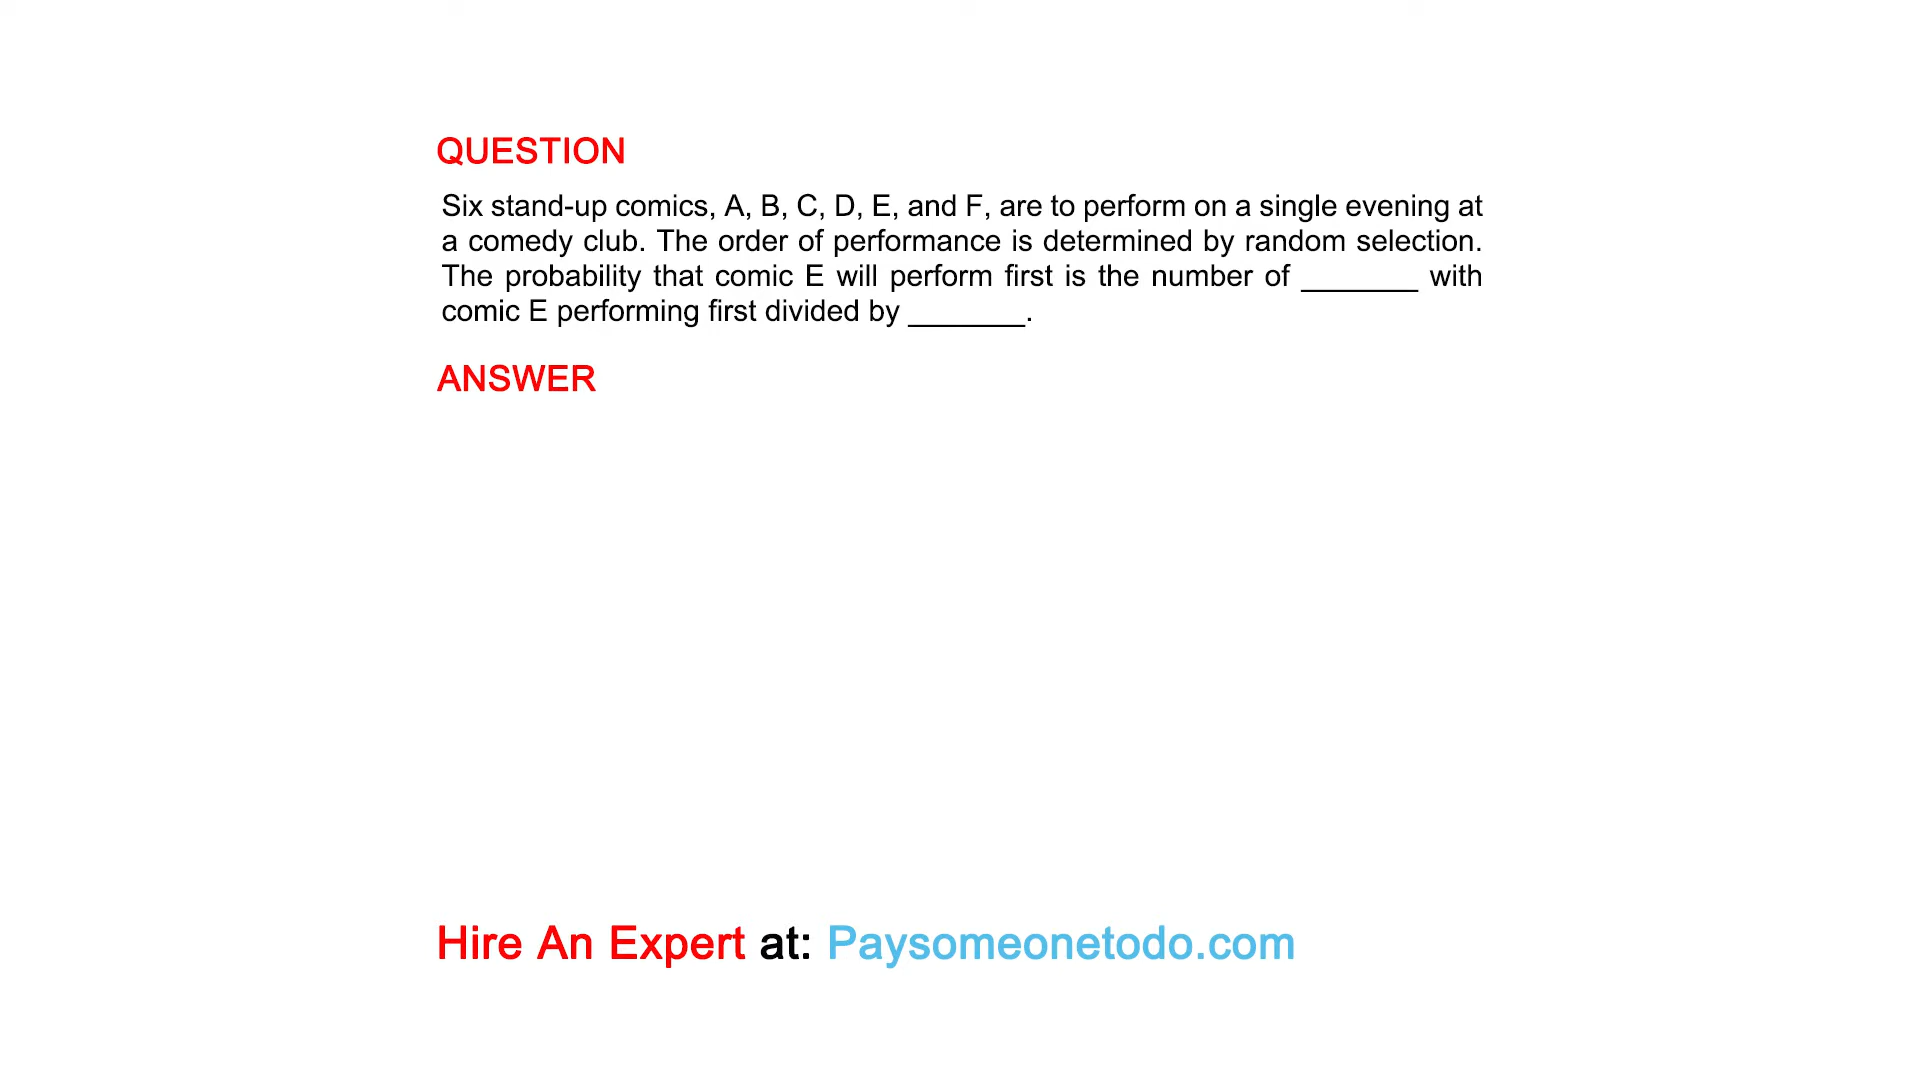 QUESTION
Six stand-up comics, A, B, C, D, E, and F, are to perform on a single evening at
a comedy club. The order of performance is determined by random selection.
The probability that comic E will perform first is the number of _______ with
comic E performing first divided by _______.
ANSWER
Hire An Expert at: Paysomeonetodo.com